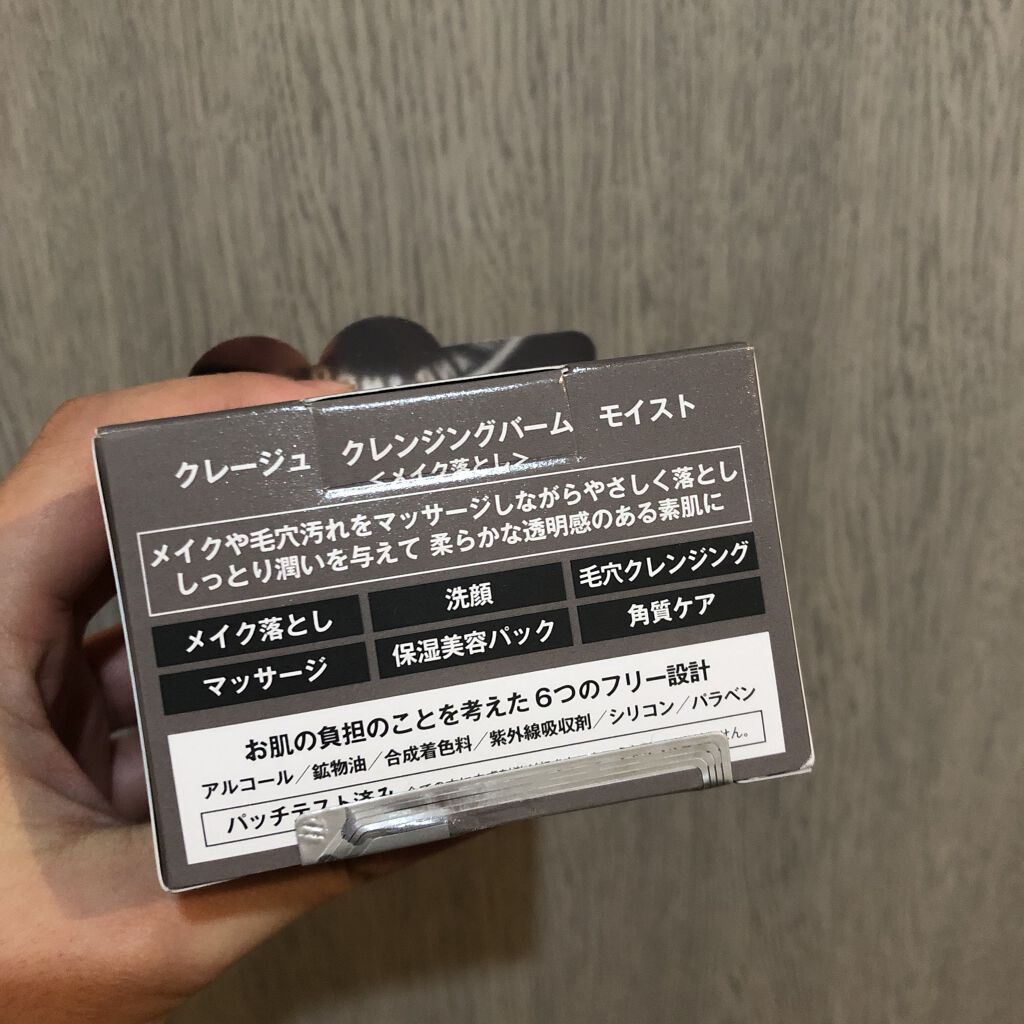 クレージュ クレンジングバーム モイスト
<メイク落とし>
メイクや毛穴汚れをマッサージしながらやさしく落とし
しっとり潤いを与えて 柔らかな透明感のある素肌に
メイク落とし 洗顔 毛穴クレンジング
マッサージ 保湿美容パック 角質ケア
お肌の負担のことを考えた6つのフリー設計
アルコール/鉱物油/合成着色料/紫外線吸収剤/シリコン/パラベン
パッチテスト済み せん。